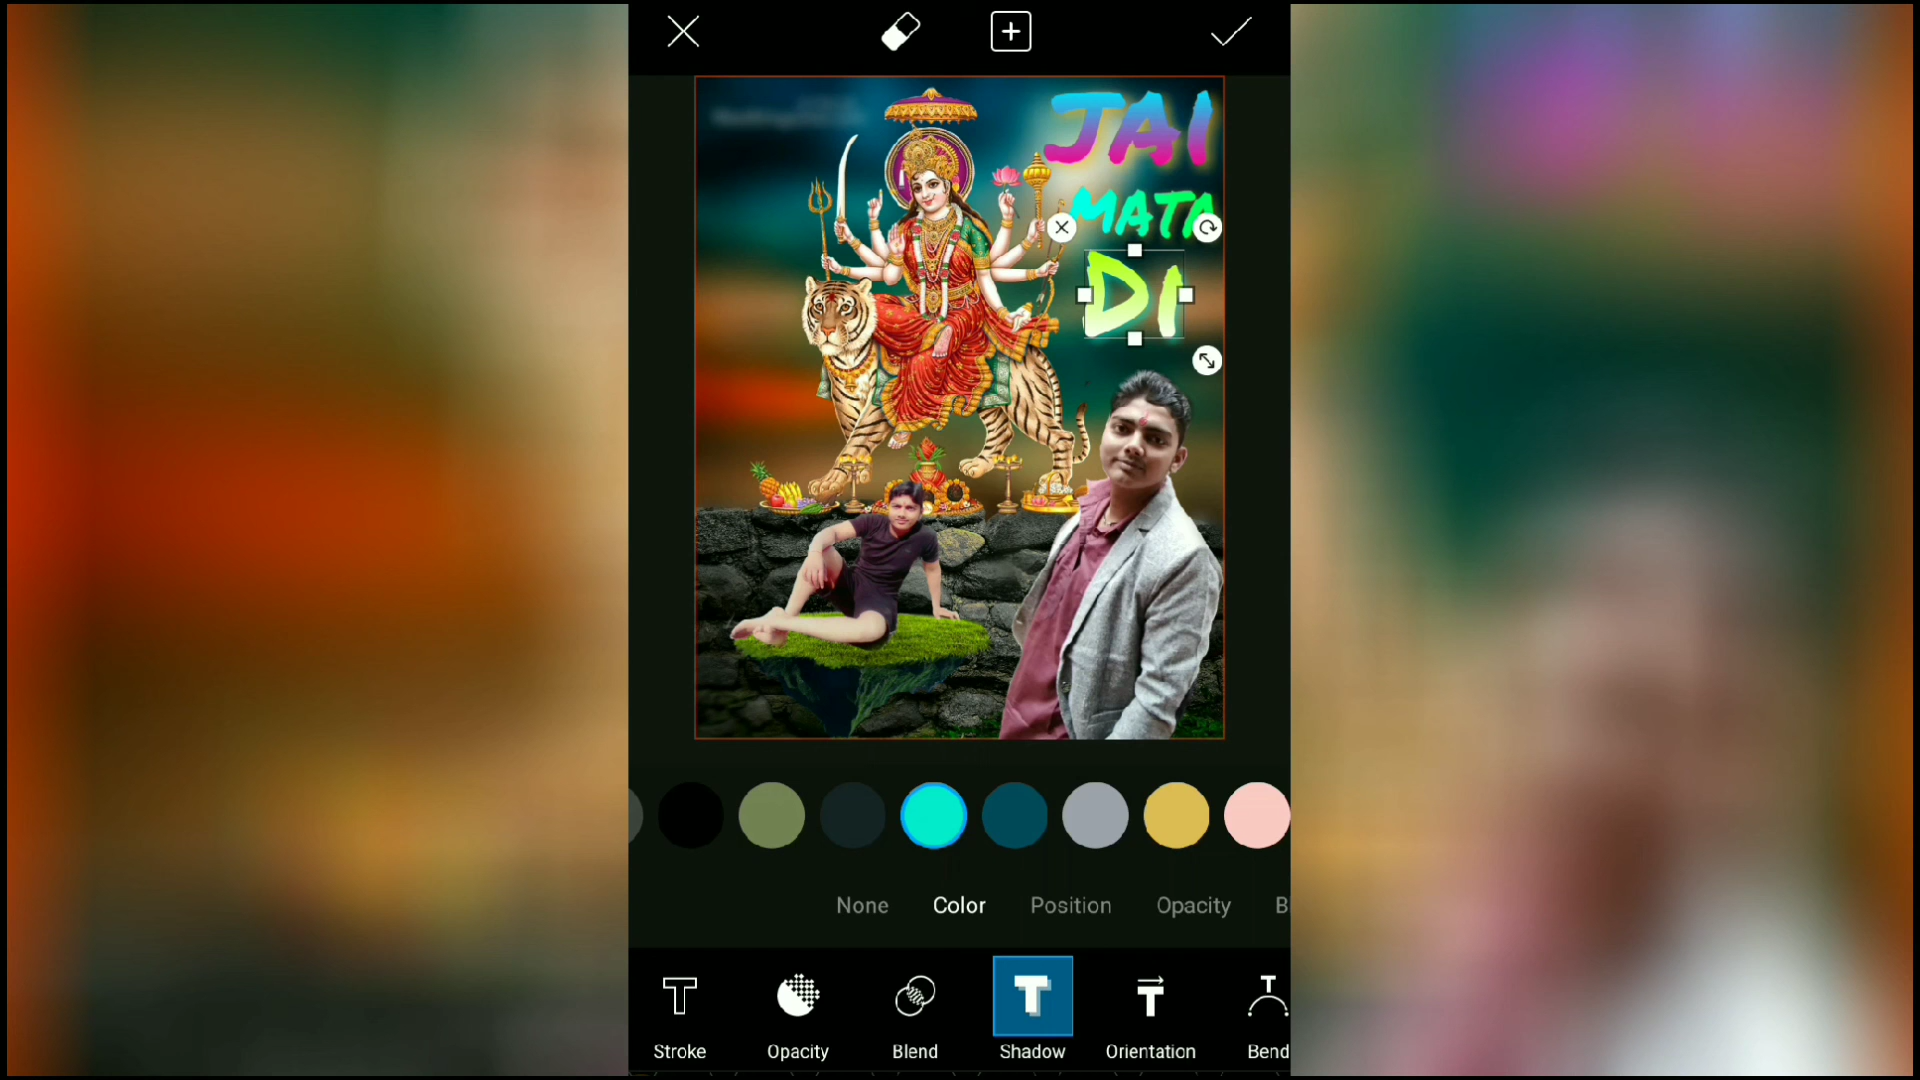 JAI
MATA
DI
None Color Position Opacity B
Stroke Opacity Blend Shadow Orientation Bend